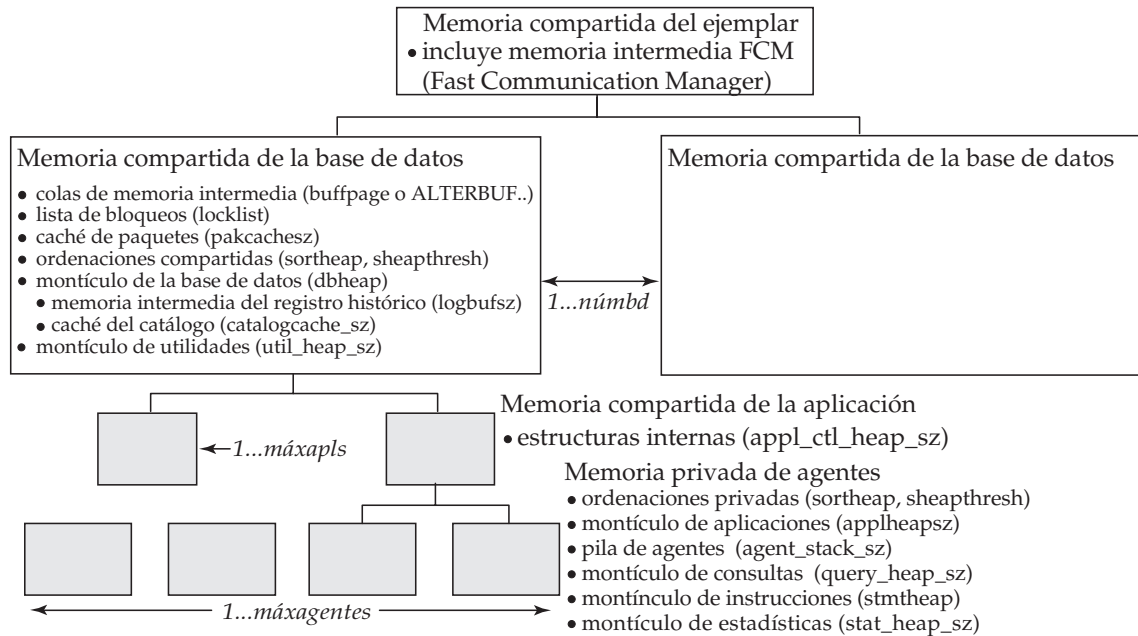 Memoria compartida del ejemplar
• incluye memoria intermedia FCM
(Fast Communication Manager)
Memoria compartida de la base de datos
• colas de memoria intermedia (buffpage o ALTERBUF..)
• lista de bloqueos (locklist)
• caché de paquetes (pakcachesz)
• ordenaciones compartidas (sortheap, sheapthresh)
• montículo de la base de datos (dbheap)
• memoria intermedia del registro histórico (logbufsz)
• caché del catálogo (catalogcache_sz)
• montículo de utilidades (util_heap_sz)
1...númbd
Memoria compartida de la base de datos
1...máxapls
Memoria compartida de la aplicación
• estructuras internas (appl_ctl_heap_sz)
Memoria privada de agentes
• ordenaciones privadas (sortheap, sheapthresh)
• montículo de aplicaciones (applheapsz)
• pila de agentes (agent_stack_sz)
• montículo de consultas (query_heap_sz)
• montínculo de instrucciones (stmtheap)
• montículo de estadísticas (stat_heap_sz)
1...máxagentes